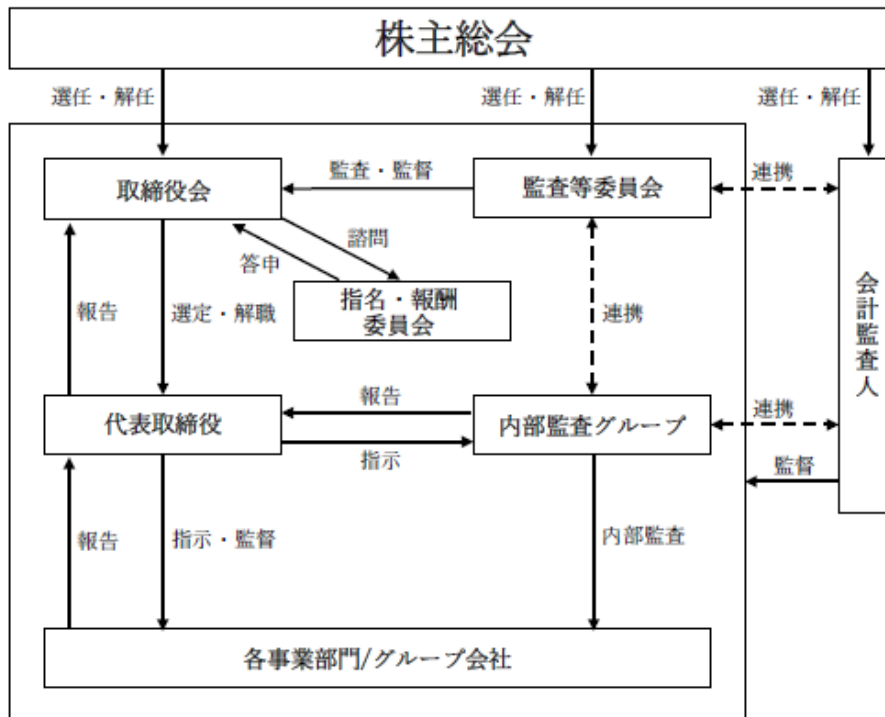 株主総会
選任・解任
選任・解任
選任・解任
取締役会
監査・監督
監査等委員会
連携
諮問
答申
指名・報酬
委員会
報告
選定・解職
連携
会計監査人
代表取締役
報告
指示
内部監査グループ
連携
監督
報告
指示・監督
内部監査
各事業部門/グループ会社